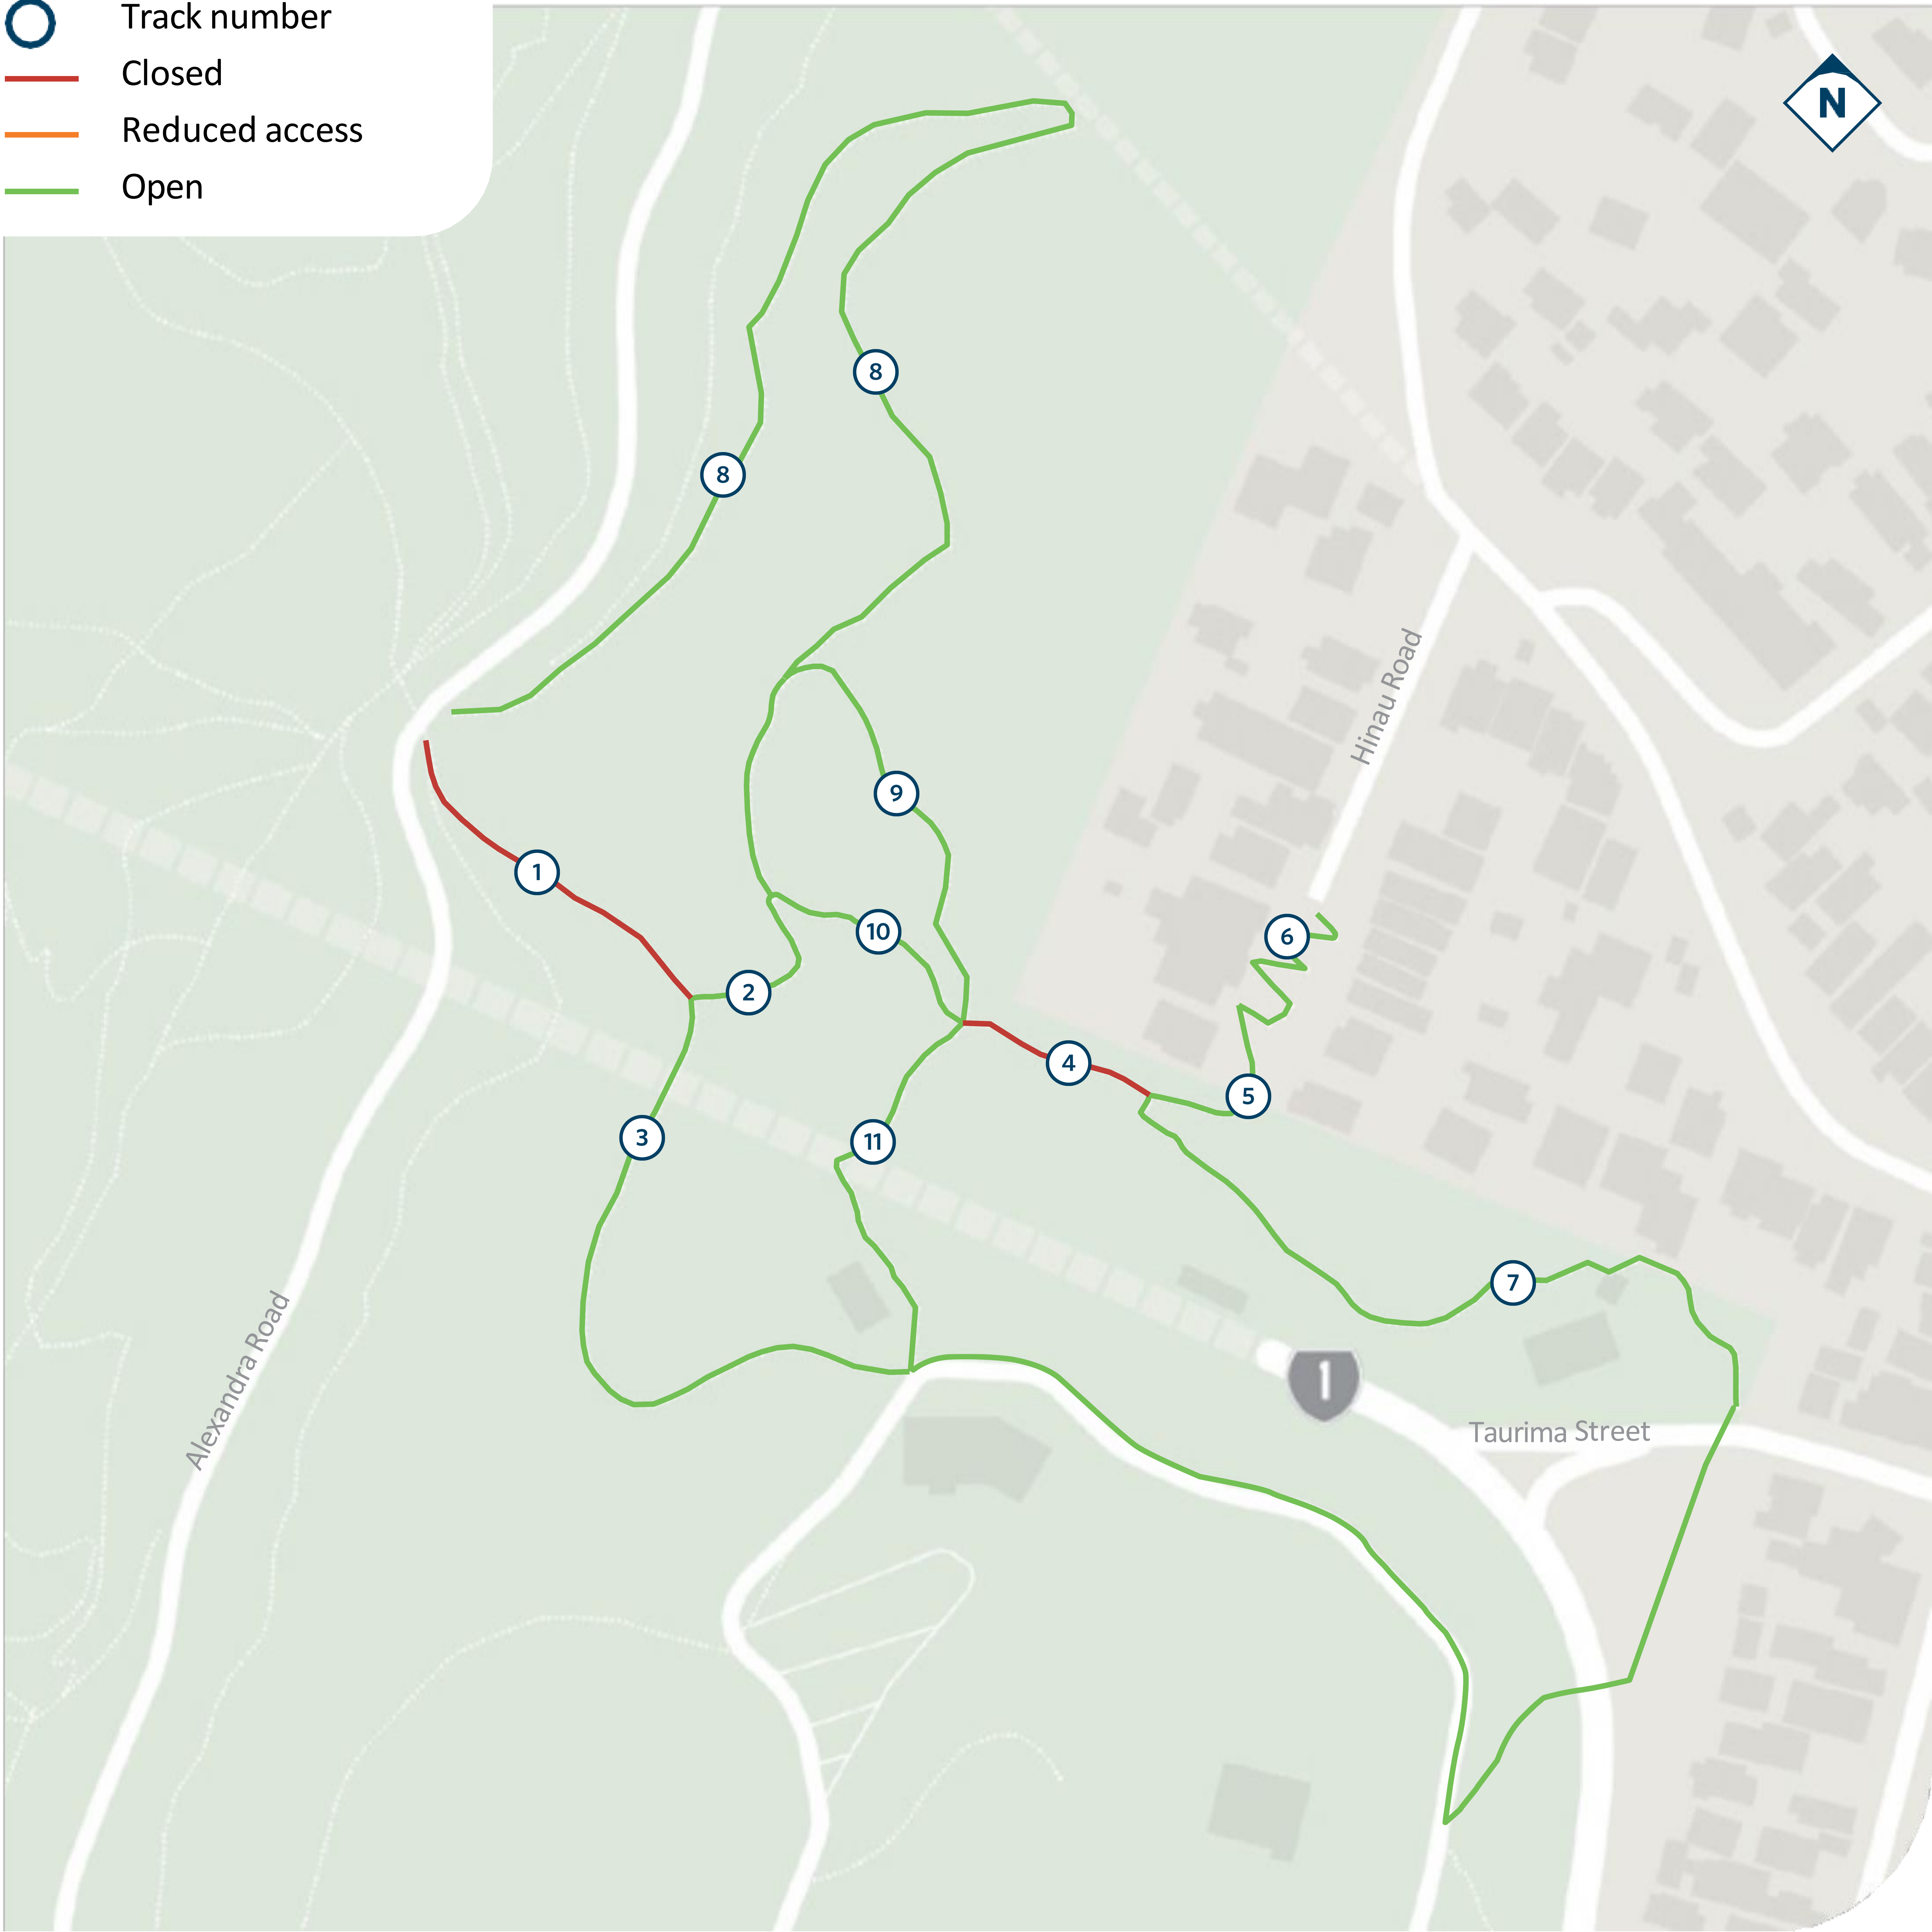 Track number
Closed
Reduced access
Open
N
8
8
Hinau Road
9
1
10
6
2
4
5
3
11
7
1
Alexandra Road
Taurima Street